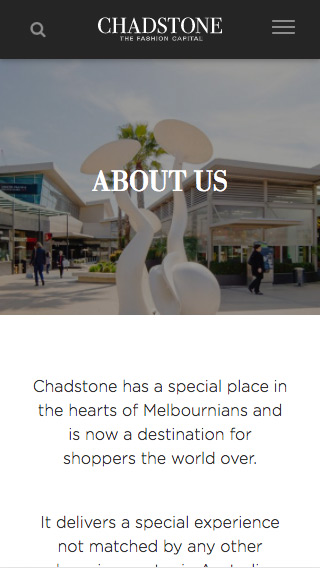 CHADSTONE
THE FASHION CAPITAL
ABOUT US
Chadstone has a special place in
the hearts of Melbournians and
is now a destination for
shoppers the world over.
It delivers a special experience
not matched by any other